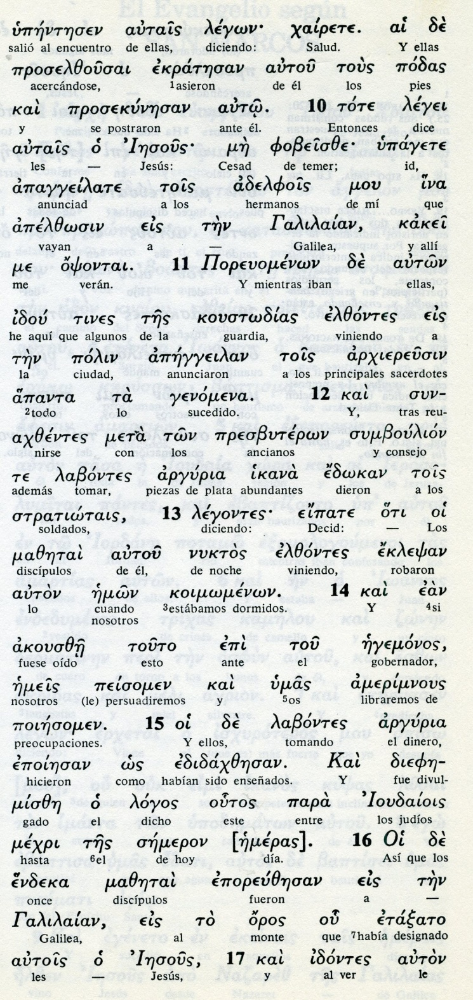 ὑπήντησεν αὐταῖς λέγων· χαίρετε. αἱ δὲ
salió al encuentro de ellas, diciendo: Salud. Y ellas
προσελθοῦσαι ἐκράτησαν αὐτοῦ τοὺς πόδας
acercándose, 1asieron de él los pies
καὶ προσεκύνησαν αὐτῷ. 10 τότε λέγει
y se postraron ante él. Entonces dice
αὐταῖς ὁ Ἰησοῦς· μὴ φοβεῖσθε· ὑπάγετε
les — Jesús: Cesad de temer; id,
ἀπαγγείλατε τοῖς ἀδελφοῖς μου ἵνα
anunciad a los hermanos de mí que
ἀπέλθωσιν εἰς τὴν Γαλιλαίαν, κἀκεῖ
vayan a — Galilea, y allí
με ὄψονται. 11 Πορευομένων δὲ αὐτῶν
me verán. Y mientras iban ellas,
ἰδού τινες τῆς κουστωδίας ἐλθόντες εἰς
he aquí que algunos de la guardia, viniendo a
τὴν πόλιν ἀπήγγειλαν τοῖς ἀρχιερεῦσιν
la ciudad, anunciaron a los principales sacerdotes
ἅπαντα τὰ γενόμενα. 12 καὶ συν-
2todo lo sucedido. Y, tras reu-
αχθέντες μετὰ τῶν πρεσβυτέρων συμβούλιόν
nirse con los ancianos y consejo
τε λαβόντες ἀργύρια ἱκανὰ ἔδωκαν τοῖς
además tomar, piezas de plata abundantes dieron a los
στρατιώταις, 13 λέγοντες· εἴπατε ὅτι οἱ
soldados, diciendo: Decid: — Los
μαθηταὶ αὐτοῦ νυκτὸς ἐλθόντες ἔκλεψαν
discípulos de él, de noche viniendo, robaron
αὐτὸν ἡμῶν κοιμωμένων. 14 καὶ ἐὰν
lo cuando 3estábamos dormidos. Y 4si
nosotros
ἀκουσθῇ τοῦτο ἐπὶ τοῦ ἡγεμόνος,
fuese oído esto ante el gobernador,
ἡμεῖς πείσομεν καὶ ὑμᾶς ἀμερίμνους
nosotros (le) persuadiremos y 5os libraremos de
ποιήσομεν. 15 οἱ δὲ λαβόντες ἀργύρια
preocupaciones. Y ellos, tomando el dinero,
ἐποίησαν ὡς ἐδιδάχθησαν. Καὶ διεφη-
hicieron como habían sido enseñados. Y fue divul-
μίσθη ὁ λόγος οὗτος παρὰ Ἰουδαίοις
gado el dicho este entre los judíos
μέχρι τῆς σήμερον [ἡμέρας]. 16 Οἱ δὲ
hasta 6el de hoy día. Así que los
ἕνδεκα μαθηταὶ ἐπορεύθησαν εἰς τὴν
once discípulos fueron a —
Γαλιλαίαν, εἰς τὸ ὄρος οὗ ἐτάξατο
Galilea, al monte que 7había designado
αὐτοῖς ὁ Ἰησοῦς, 17 καὶ ἰδόντες αὐτὸν
les — Jesús, y al ver le